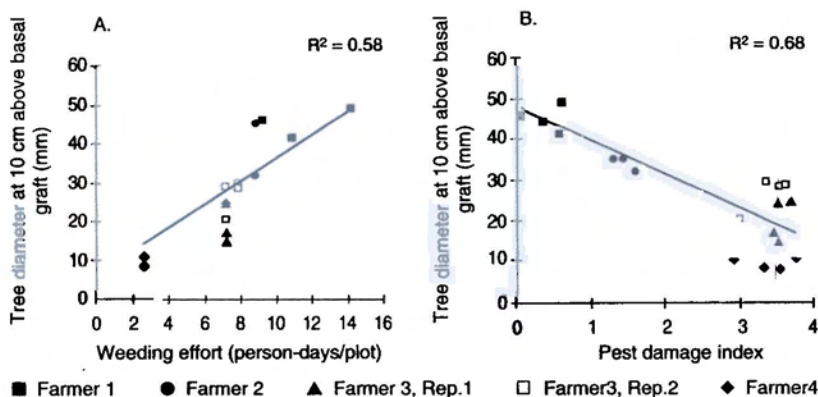 A.
R² = 0.58
Tree diameter at 10 cm above basal
graft (mm)
60
50
40
30
20
10
0
0 2 4 6 8 10 12 14 16
Weeding effort (person-days/plot)
B.
R² = 0.68
Tree diameter at 10 cm above basal
graft (mm)
60
50
40
30
20
10
0
0 1 2 3 4
Pest damage index
Farmer 1 Farmer 2 Farmer 3, Rep.1 Farmer3, Rep.2 Farmer4